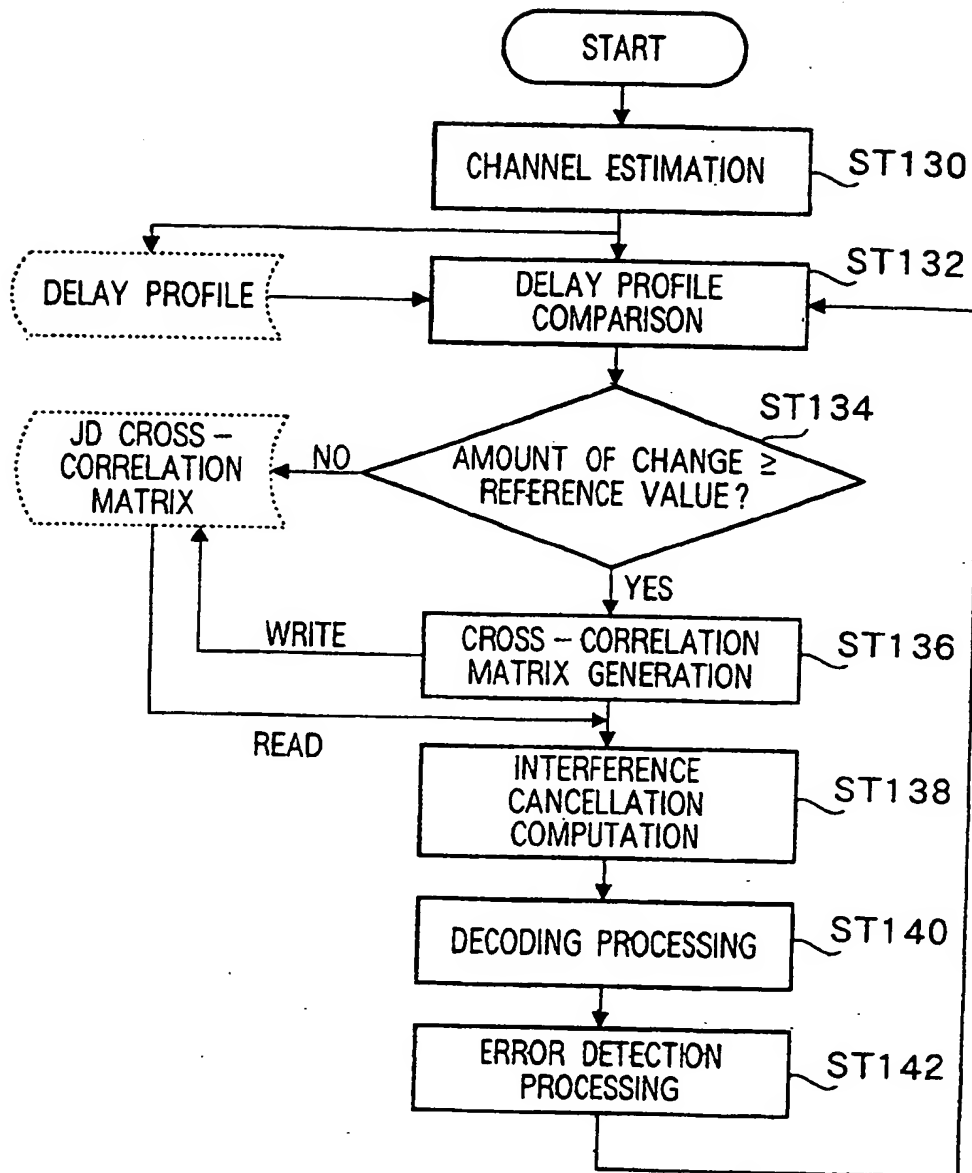 START
CHANNEL ESTIMATION
ST130
DELAY PROFILE
DELAY PROFILE
COMPARISON
ST132
JD CROSS-
CORRELATION
MATRIX
NO
AMOUNT OF CHANGE ≥
REFERENCE VALUE?
ST134
YES
WRITE
CROSS-CORRELATION
MATRIX GENERATION
ST136
READ
INTERFERENCE
CANCELLATION
COMPUTATION
ST138
DECODING PROCESSING
ST140
ERROR DETECTION
PROCESSING
ST142